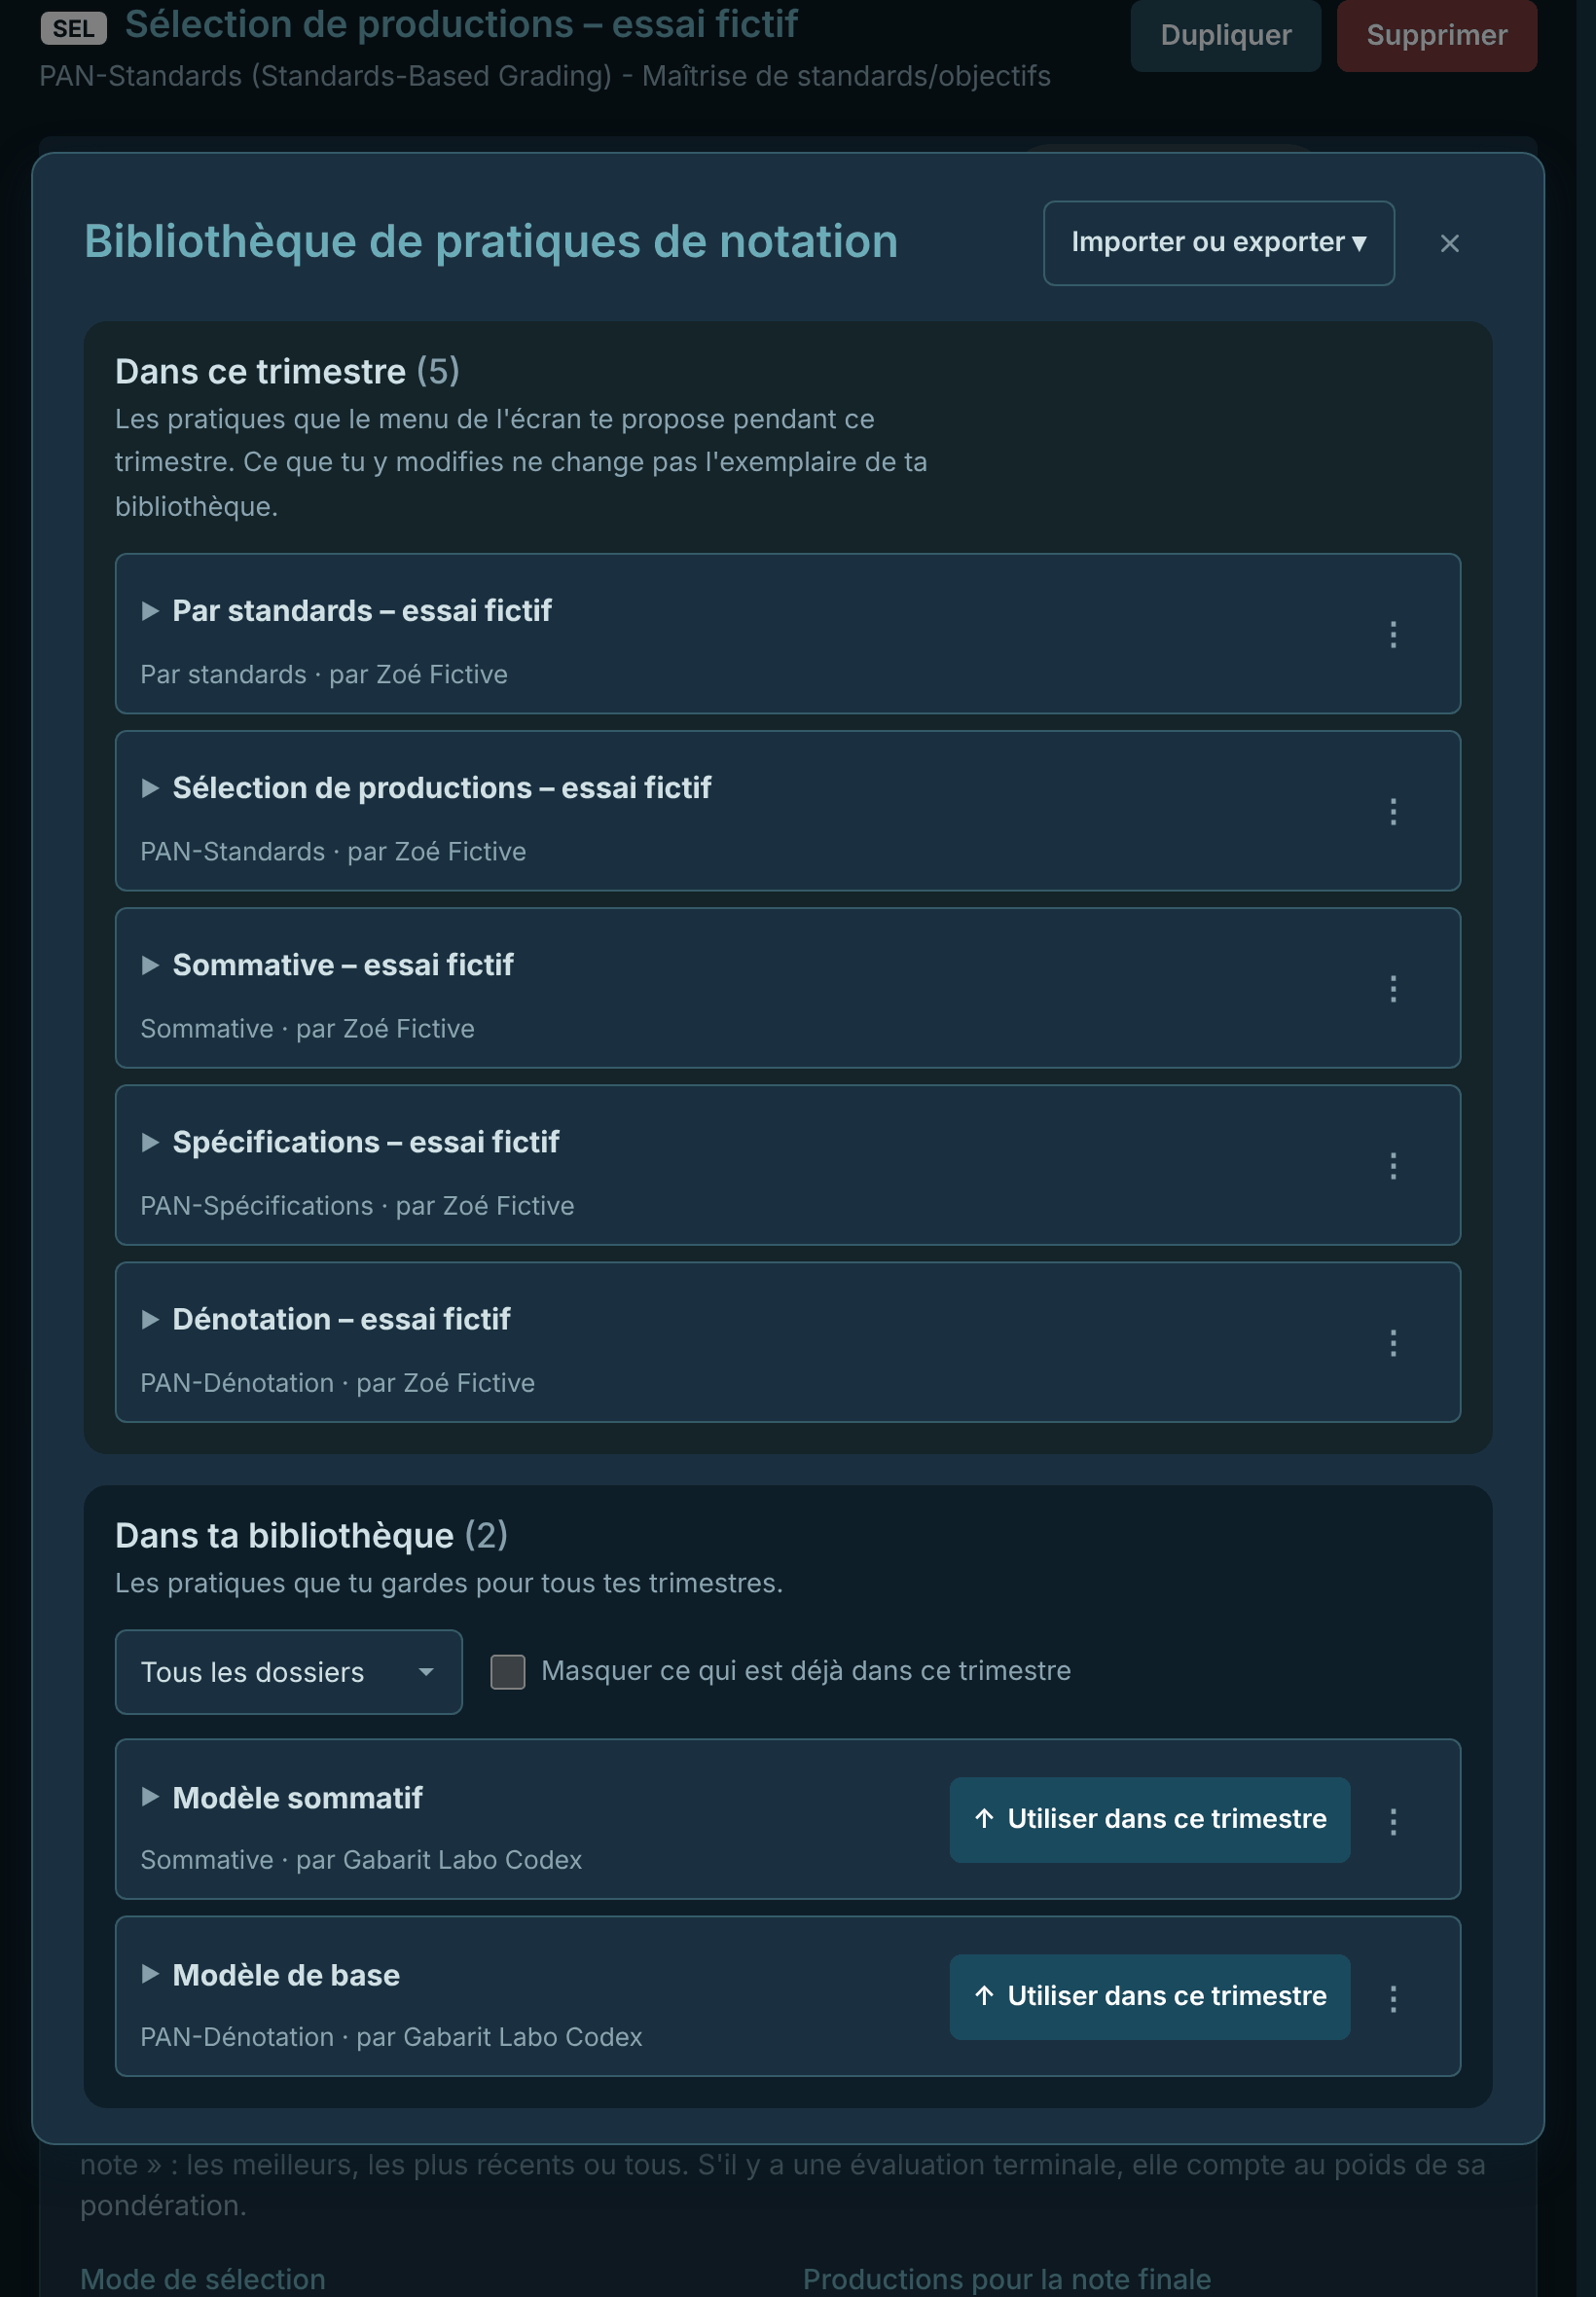 SEL Sélection de productions – essai fictif
Dupliquer
Supprimer
PAN-Standards (Standards-Based Grading) - Maîtrise de standards/objectifs
Bibliothèque de pratiques de notation
Importer ou exporter ▾
×
Dans ce trimestre (5)
Les pratiques que le menu de l'écran te propose pendant ce
trimestre. Ce que tu y modifies ne change pas l'exemplaire de ta
bibliothèque.
Par standards – essai fictif
Par standards · par Zoé Fictive
Sélection de productions – essai fictif
PAN-Standards · par Zoé Fictive
Sommative – essai fictif
Sommative · par Zoé Fictive
Spécifications – essai fictif
PAN-Spécifications · par Zoé Fictive
Dénotation – essai fictif
PAN-Dénotation · par Zoé Fictive
Dans ta bibliothèque (2)
Les pratiques que tu gardes pour tous tes trimestres.
Tous les dossiers
Masquer ce qui est déjà dans ce trimestre
Modèle sommatif
↑ Utiliser dans ce trimestre
Sommative · par Gabarit Labo Codex
Modèle de base
↑ Utiliser dans ce trimestre
PAN-Dénotation · par Gabarit Labo Codex
note » : les meilleurs, les plus récents ou tous. S'il y a une évaluation terminale, elle compte au poids de sa
pondération.
Mode de sélection
Productions pour la note finale